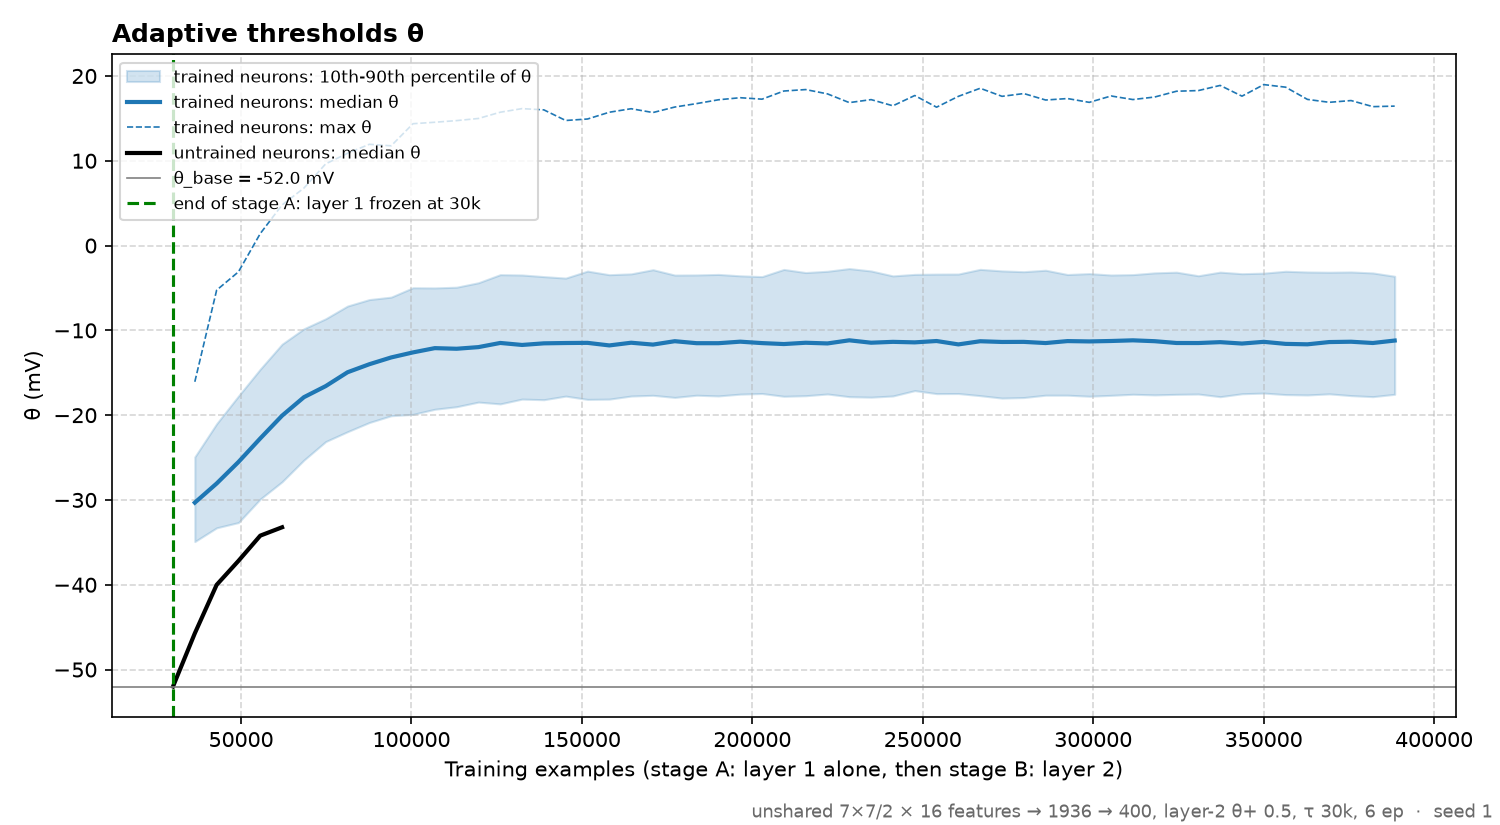 Adaptive thresholds θ
20
10
0
−10
−20
−30
−40
−50
θ (mV)
trained neurons: 10th-90th percentile of θ
trained neurons: median θ
trained neurons: max θ
untrained neurons: median θ
θ_base = -52.0 mV
end of stage A: layer 1 frozen at 30k
50000 100000 150000 200000 250000 300000 350000 400000
Training examples (stage A: layer 1 alone, then stage B: layer 2)
unshared 7×7/2 × 16 features → 1936 → 400, layer-2 θ+ 0.5, τ 30k, 6 ep · seed 1